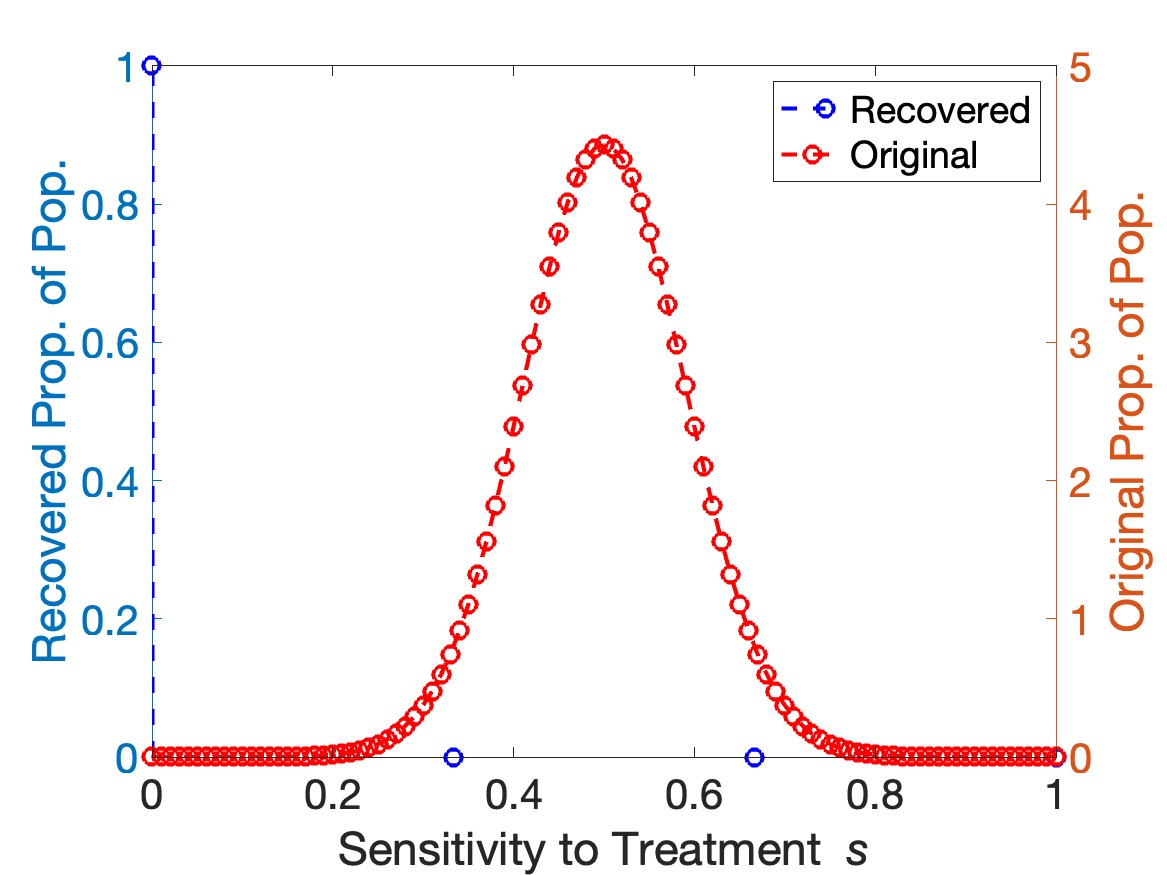 Recovered Prop. of Pop.
1
0.8
0.6
0.4
0.2
0
Recovered
Original
5
4
3
2
1
0
Original Prop. of Pop.
0 0.2 0.4 0.6 0.8 1
Sensitivity to Treatment s